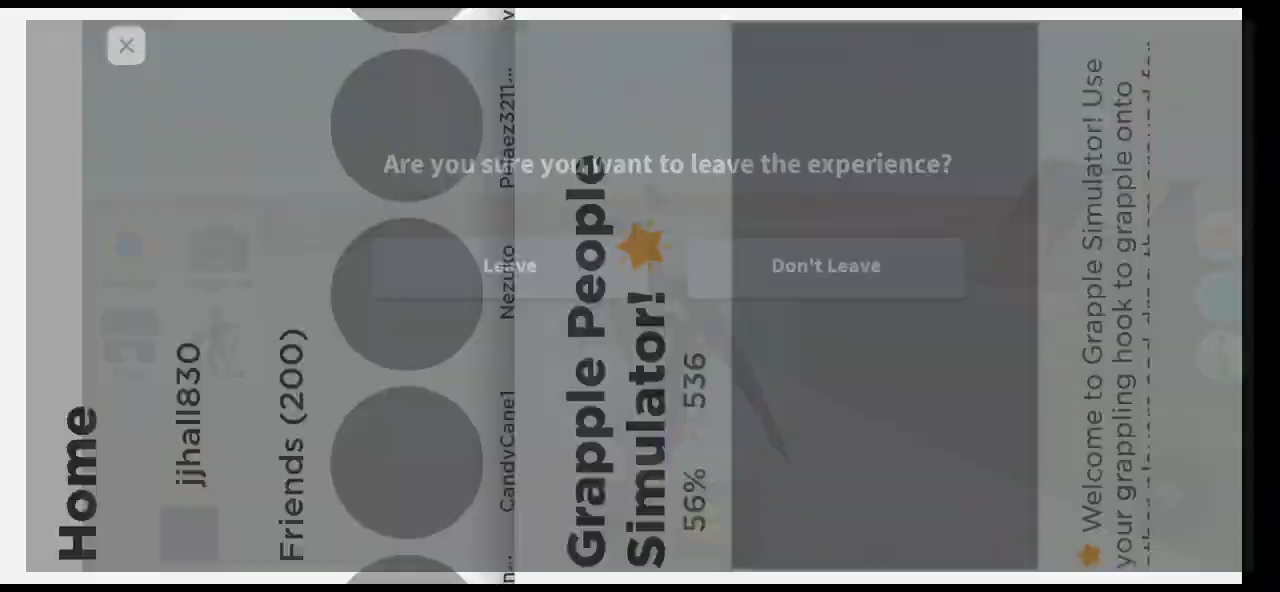 Home
jjhall830
Friends (200)
CandyCane1
Nezuko
Grapple People
Simulator!
56% 536
Welcome to Grapple Simulator! Use
your grappling hook to grapple onto
Are you sure you want to leave the experience?
Leave
Don't Leave